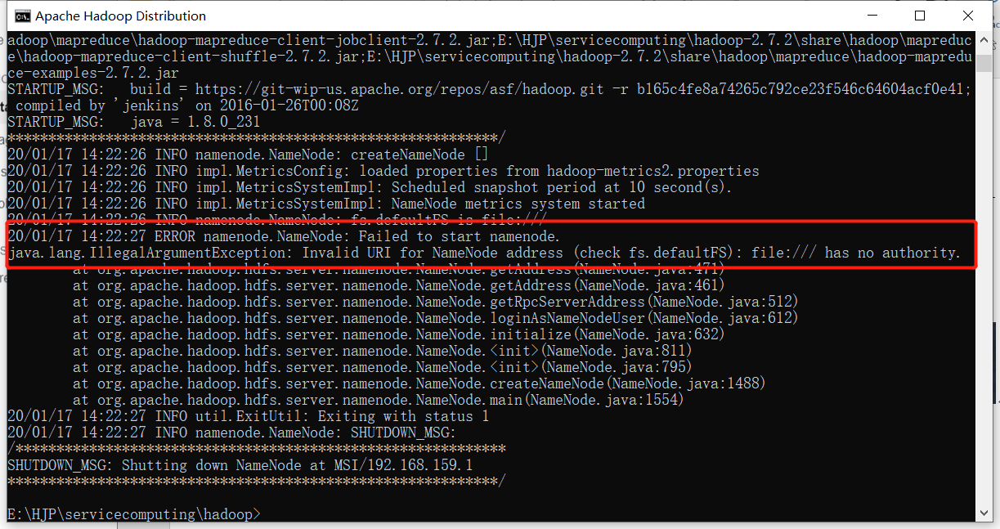 Apache Hadoop Distribution
adoop\mapreduce\hadoop-mapreduce-client-jobclient-2.7.2.jar;E:\HJP\servicecomputing\hadoop-2.7.2\share\hadoop\mapreduc
e\hadoop-mapreduce-client-shuffle-2.7.2.jar;E:\HJP\servicecomputing\hadoop-2.7.2\share\hadoop\mapreduce\hadoop-mapredu
ce-examples-2.7.2.jar
STARTUP_MSG:   build = https://git-wip-us.apache.org/repos/asf/hadoop.git -r b165c4fe8a74265c792ce23f546c64604acf0e41;
 compiled by 'jenkins' on 2016-01-26T00:08Z
STARTUP_MSG:   java = 1.8.0_231
************************************************************/
20/01/17 14:22:26 INFO namenode.NameNode: createNameNode []
20/01/17 14:22:26 INFO impl.MetricsConfig: loaded properties from hadoop-metrics2.properties
20/01/17 14:22:26 INFO impl.MetricsSystemImpl: Scheduled snapshot period at 10 second(s).
20/01/17 14:22:26 INFO impl.MetricsSystemImpl: NameNode metrics system started
20/01/17 14:22:26 INFO namenode.NameNode: fs.defaultFS is file:///
20/01/17 14:22:27 ERROR namenode.NameNode: Failed to start namenode.
java.lang.IllegalArgumentException: Invalid URI for NameNode address (check fs.defaultFS): file:/// has no authority.
        at org.apache.hadoop.hdfs.server.namenode.NameNode.getAddress(NameNode.java:471)
        at org.apache.hadoop.hdfs.server.namenode.NameNode.getAddress(NameNode.java:461)
        at org.apache.hadoop.hdfs.server.namenode.NameNode.getRpcServerAddress(NameNode.java:512)
        at org.apache.hadoop.hdfs.server.namenode.NameNode.loginAsNameNodeUser(NameNode.java:612)
        at org.apache.hadoop.hdfs.server.namenode.NameNode.initialize(NameNode.java:632)
        at org.apache.hadoop.hdfs.server.namenode.NameNode.<init>(NameNode.java:811)
        at org.apache.hadoop.hdfs.server.namenode.NameNode.<init>(NameNode.java:795)
        at org.apache.hadoop.hdfs.server.namenode.NameNode.createNameNode(NameNode.java:1488)
        at org.apache.hadoop.hdfs.server.namenode.NameNode.main(NameNode.java:1554)
20/01/17 14:22:27 INFO util.ExitUtil: Exiting with status 1
20/01/17 14:22:27 INFO namenode.NameNode: SHUTDOWN_MSG:
/************************************************************
SHUTDOWN_MSG: Shutting down NameNode at MSI/192.168.159.1
************************************************************/
E:\HJP\servicecomputing\hadoop>